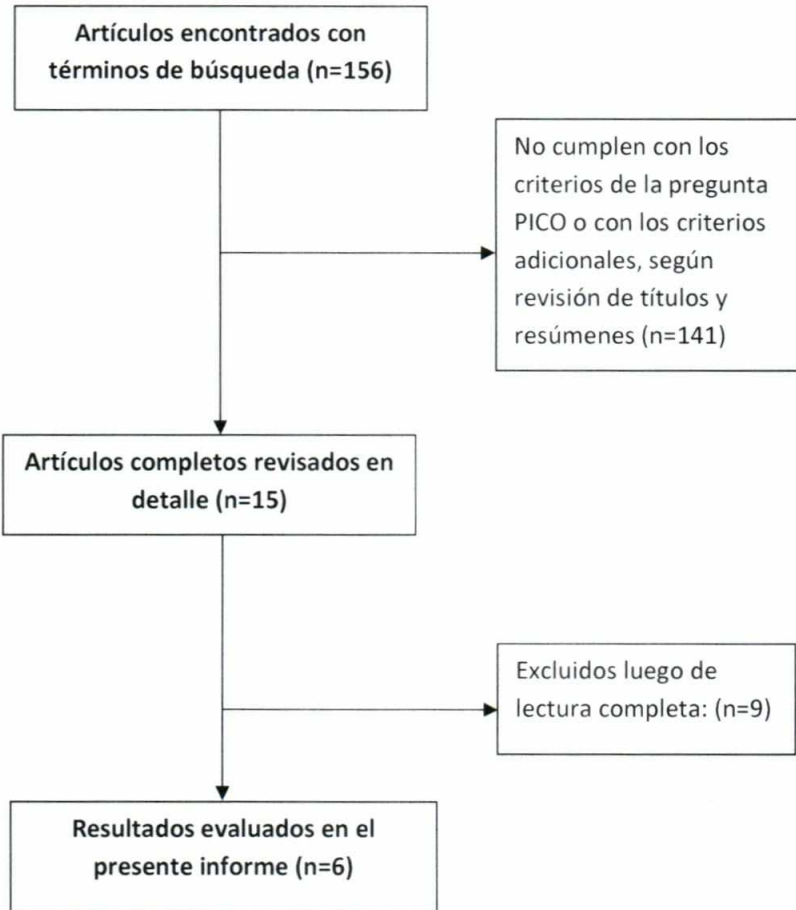 Artículos encontrados con
términos de búsqueda (n=156)
No cumplen con los
criterios de la pregunta
PICO o con los criterios
adicionales, según
revisión de títulos y
resúmenes (n=141)
Artículos completos revisados en
detalle (n=15)
Excluidos luego de
lectura completa: (n=9)
Resultados evaluados en el
presente informe (n=6)